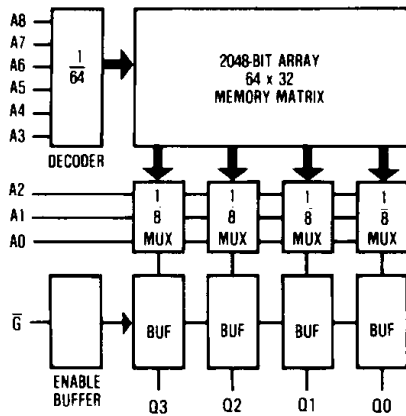 A8
A7
A6
A5
A4
A3
1
64
DECODER
2048-BIT ARRAY
64 x 32
MEMORY MATRIX
A2
A1
A0
1
8
MUX
1
8
MUX
1
8
MUX
1
8
MUX
G
ENABLE
BUFFER
BUF
BUF
BUF
BUF
Q3
Q2
Q1
Q0